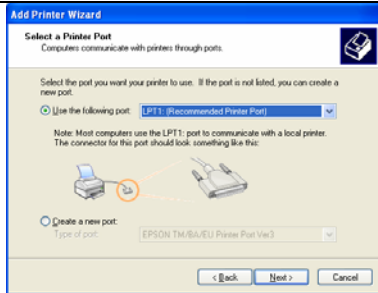 Add Printer Wizard
Select a Printer Port
Computers communicate with printers through ports.
Select the port you want your printer to use. If the port is not listed, you can create a
new port.
Use the following port: LPT1: (Recommended Printer Port)
Note: Most computers use the LPT1: port to communicate with a local printer.
The connector for this port should look something like this:
Create a new port:
Type of port: EPSON TM/BA/EU Printer Port Ver3
< Back Next > Cancel